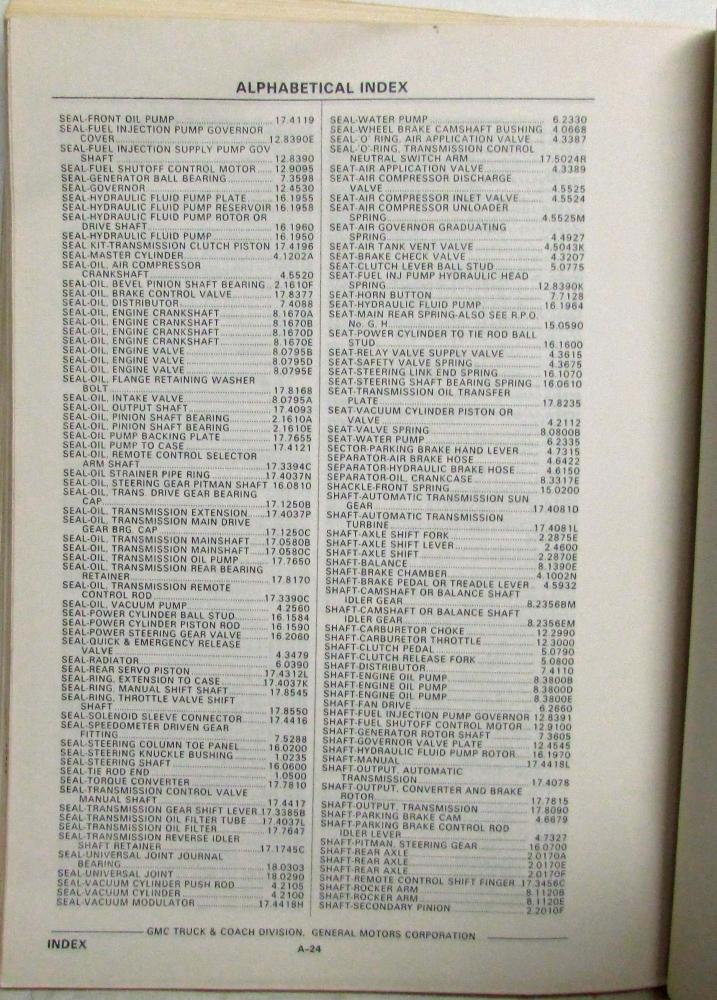 ALPHABETICAL INDEX
SEAL-FRONT OIL PUMP 17.4119
SEAL-FUEL INJECTION PUMP GOVERNOR
COVER 12.8390E
SEAL-FUEL INJECTION SUPPLY PUMP GOV
SHAFT 12.8390
SEAL-FUEL SHUTOFF CONTROL MOTOR 12.9095
SEAL-GENERATOR BALL BEARING 7.3598
SEAL-GOVERNOR 12.4530
SEAL-HYDRAULIC FLUID PUMP PLATE 16.1955
SEAL-HYDRAULIC FLUID PUMP RESERVOIR 16.1958
SEAL-HYDRAULIC FLUID PUMP ROTOR OR
DRIVE SHAFT 16.1960
SEAL-HYDRAULIC FLUID PUMP 16.1950
SEAL KIT-TRANSMISSION CLUTCH PISTON 17.4196
SEAL-MASTER CYLINDER 4.1202A
SEAL-OIL, AIR COMPRESSOR
CRANKSHAFT 4.5520
SEAL-OIL, BEVEL PINION SHAFT BEARING 2.1610F
SEAL-OIL, BRAKE CONTROL VALVE 17.8377
SEAL-OIL, DISTRIBUTOR 7.4088
SEAL-OIL, ENGINE CRANKSHAFT 8.1670A
SEAL-OIL, ENGINE CRANKSHAFT 8.1670B
SEAL-OIL, ENGINE CRANKSHAFT 8.1670D
SEAL-OIL, ENGINE CRANKSHAFT 8.1670E
SEAL-OIL, ENGINE VALVE 8.0795B
SEAL-OIL, ENGINE VALVE 8.0795D
SEAL-OIL, ENGINE VALVE 8.0795E
SEAL-OIL, FLANGE RETAINING WASHER
BOLT 17.8168
SEAL-OIL, INTAKE VALVE 8.0795A
SEAL-OIL, OUTPUT SHAFT 17.4093
SEAL-OIL, PINION SHAFT BEARING 2.1610A
SEAL-OIL, PINION SHAFT BEARING 2.1610E
SEAL-OIL PUMP BACKING PLATE 17.7655
SEAL-OIL PUMP TO CASE 17.4121
SEAL-OIL, REMOTE CONTROL SELECTOR
ARM SHAFT 17.3394C
SEAL-OIL STRAINER PIPE RING 17.4037N
SEAL-OIL, STEERING GEAR PITMAN SHAFT 16.0810
SEAL-OIL, TRANS. DRIVE GEAR BEARING
CAP 17.1250B
SEAL-OIL, TRANSMISSION EXTENSION 17.4037P
SEAL-OIL, TRANSMISSION MAIN DRIVE
GEAR BRG. CAP 17.1250C
SEAL-OIL, TRANSMISSION MAINSHAFT 17.0580B
SEAL-OIL, TRANSMISSION MAINSHAFT 17.0580C
SEAL-OIL, TRANSMISSION OIL PUMP 17.7650
SEAL-OIL, TRANSMISSION REAR BEARING
RETAINER 17.8170
SEAL-OIL, TRANSMISSION REMOTE
CONTROL ROD 17.3390C
SEAL-OIL, VACUUM PUMP 4.2560
SEAL-POWER CYLINDER BALL STUD 16.1584
SEAL-POWER CYLINDER PISTON ROD 16.1590
SEAL-POWER STEERING GEAR VALVE 16.2060
SEAL-QUICK & EMERGENCY RELEASE
VALVE 4.3479
SEAL-RADIATOR 6.0390
SEAL-REAR SERVO PISTON 17.4312L
SEAL-RING, EXTENSION TO CASE 17.4037K
SEAL-RING, MANUAL SHIFT SHAFT 17.8545
SEAL-RING, THROTTLE VALVE SHIFT
SHAFT 17.8550
SEAL-SOLENOID SLEEVE CONNECTOR 17.4416
SEAL-SPEEDOMETER DRIVEN GEAR
FITTING 7.5288
SEAL-STEERING COLUMN TOE PANEL 16.0200
SEAL-STEERING KNUCKLE BUSHING 1.0235
SEAL-STEERING SHAFT 16.0600
SEAL-TIE ROD END 1.0500
SEAL-TORQUE CONVERTER 17.7810
SEAL-TRANSMISSION CONTROL VALVE
MANUAL SHAFT 17.4417
SEAL-TRANSMISSION GEAR SHIFT LEVER 17.3385B
SEAL-TRANSMISSION OIL FILTER TUBE 17.4037L
SEAL-TRANSMISSION OIL FILTER 17.7647
SEAL-TRANSMISSION REVERSE IDLER
SHAFT RETAINER 17.1745C
SEAL-UNIVERSAL JOINT JOURNAL
BEARING 18.0303
SEAL-UNIVERSAL JOINT 18.0290
SEAL-VACUUM CYLINDER PUSH ROD 4.2105
SEAL-VACUUM CYLINDER 4.2100
SEAL-VACUUM MODULATOR 17.4418H
SEAL-WATER PUMP 6.2330
SEAL-WHEEL BRAKE CAMSHAFT BUSHING 4.0668
SEAL-'O' RING, AIR APPLICATION VALVE 4.3387
SEAL-'O'-RING, TRANSMISSION CONTROL
NEUTRAL SWITCH ARM 17.5024R
SEAT-AIR APPLICATION VALVE 4.3389
SEAT-AIR COMPRESSOR DISCHARGE
VALVE 4.5525
SEAT-AIR COMPRESSOR INLET VALVE 4.5524
SEAT-AIR COMPRESSOR UNLOADER
SPRING 4.5525M
SEAT-AIR GOVERNOR GRADUATING
SPRING 4.4927
SEAT-AIR TANK VENT VALVE 4.5043K
SEAT-BRAKE CHECK VALVE 4.3207
SEAT-CLUTCH LEVER BALL STUD 5.0775
SEAT-FUEL INJ PUMP HYDRAULIC HEAD
SPRING 12.8390K
SEAT-HORN BUTTON 7.7128
SEAT-HYDRAULIC FLUID PUMP 16.1964
SEAT-MAIN REAR SPRING-ALSO SEE R.P.O.
No. G, H 15.0590
SEAT-POWER CYLINDER TO TIE ROD BALL
STUD 16.1600
SEAT-RELAY VALVE SUPPLY VALVE 4.3615
SEAT-SAFETY VALVE SPRING 4.3675
SEAT-STEERING LINK END SPRING 16.1070
SEAT-STEERING SHAFT BEARING SPRING 16.0610
SEAT-TRANSMISSION OIL TRANSFER
PLATE 17.8235
SEAT-VACUUM CYLINDER PISTON OR
VALVE 4.2112
SEAT-VALVE SPRING 8.0800B
SEAT-WATER PUMP 6.2335
SECTOR-PARKING BRAKE HAND LEVER 4.7315
SEPARATOR-AIR BRAKE HOSE 4.6422
SEPARATOR-HYDRAULIC BRAKE HOSE 4.6150
SEPARATOR-OIL, CRANKCASE 8.3317E
SHACKLE-FRONT SPRING 15.0200
SHAFT-AUTOMATIC TRANSMISSION SUN
GEAR 17.4081D
SHAFT-AUTOMATIC TRANSMISSION
TURBINE 17.4081L
SHAFT-AXLE SHIFT FORK 2.2875E
SHAFT-AXLE SHIFT LEVER 2.4600
SHAFT-AXLE SHIFT 2.2870E
SHAFT-BALANCE 8.1390E
SHAFT-BRAKE CHAMBER 4.1002N
SHAFT-BRAKE PEDAL OR TREADLE LEVER 4.5932
SHAFT-CAMSHAFT OR BALANCE SHAFT
IDLER GEAR 8.2356BM
SHAFT-CAMSHAFT OR BALANCE SHAFT
IDLER GEAR 8.2356EM
SHAFT-CARBURETOR CHOKE 12.2990
SHAFT-CARBURETOR THROTTLE 12.3000
SHAFT-CLUTCH PEDAL 5.0790
SHAFT-CLUTCH RELEASE FORK 5.0800
SHAFT-DISTRIBUTOR 7.4110
SHAFT-ENGINE OIL PUMP 8.3800B
SHAFT-ENGINE OIL PUMP 8.3800D
SHAFT-ENGINE OIL PUMP 8.3800E
SHAFT-FAN DRIVE 6.2660
SHAFT-FUEL INJECTION PUMP GOVERNOR 12.8391
SHAFT-FUEL SHUTOFF CONTROL MOTOR 12.9100
SHAFT-GENERATOR ROTOR SHAFT 7.3605
SHAFT-GOVERNOR VALVE PLATE 12.4545
SHAFT-HYDRAULIC FLUID PUMP ROTOR 16.1970
SHAFT-MANUAL 17.4418L
SHAFT-OUTPUT, AUTOMATIC
TRANSMISSION 17.4078
SHAFT-OUTPUT, CONVERTER AND BRAKE
ROTOR 17.7815
SHAFT-OUTPUT, TRANSMISSION 17.8090
SHAFT-PARKING BRAKE CAM 4.6679
SHAFT-PARKING BRAKE CONTROL ROD
IDLER LEVER 4.7327
SHAFT-PITMAN, STEERING GEAR 16.0700
SHAFT-REAR AXLE 2.0170A
SHAFT-REAR AXLE 2.0170E
SHAFT-REAR AXLE 2.0170F
SHAFT-REMOTE CONTROL SHIFT FINGER 17.3456C
SHAFT-ROCKER ARM 8.1120B
SHAFT-ROCKER ARM 8.1120E
SHAFT-SECONDARY PINION 2.2010F
GMC TRUCK & COACH DIVISION, GENERAL MOTORS CORPORATION
INDEX
A-24